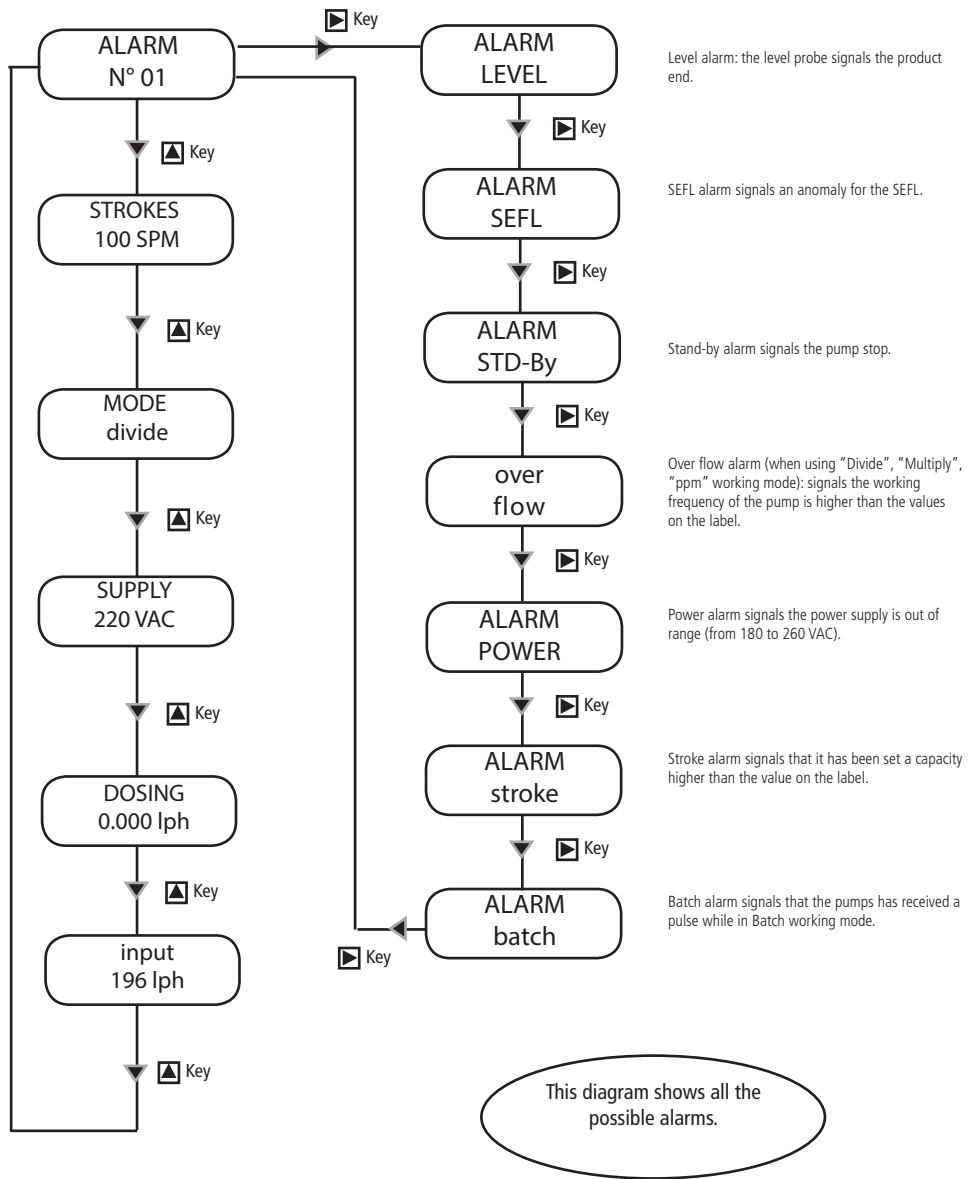 Key
ALARM
N° 01
Key
STROKES
100 SPM
Key
MODE
divide
Key
SUPPLY
220 VAC
Key
DOSING
0.000 lph
Key
input
196 lph
Key
ALARM
LEVEL
Level alarm: the level probe signals the product
end.
Key
ALARM
SEFL
SEFL alarm signals an anomaly for the SEFL.
Key
ALARM
STD-By
Stand-by alarm signals the pump stop.
Key
over
flow
Over flow alarm (when using "Divide", "Multiply",
"ppm" working mode): signals the working
frequency of the pump is higher than the values
on the label.
Key
ALARM
POWER
Power alarm signals the power supply is out of
range (from 180 to 260 VAC).
Key
ALARM
stroke
Stroke alarm signals that it has been set a capacity
higher than the value on the label.
Key
ALARM
batch
Batch alarm signals that the pumps has received a
pulse while in Batch working mode.
Key
This diagram shows all the
possible alarms.